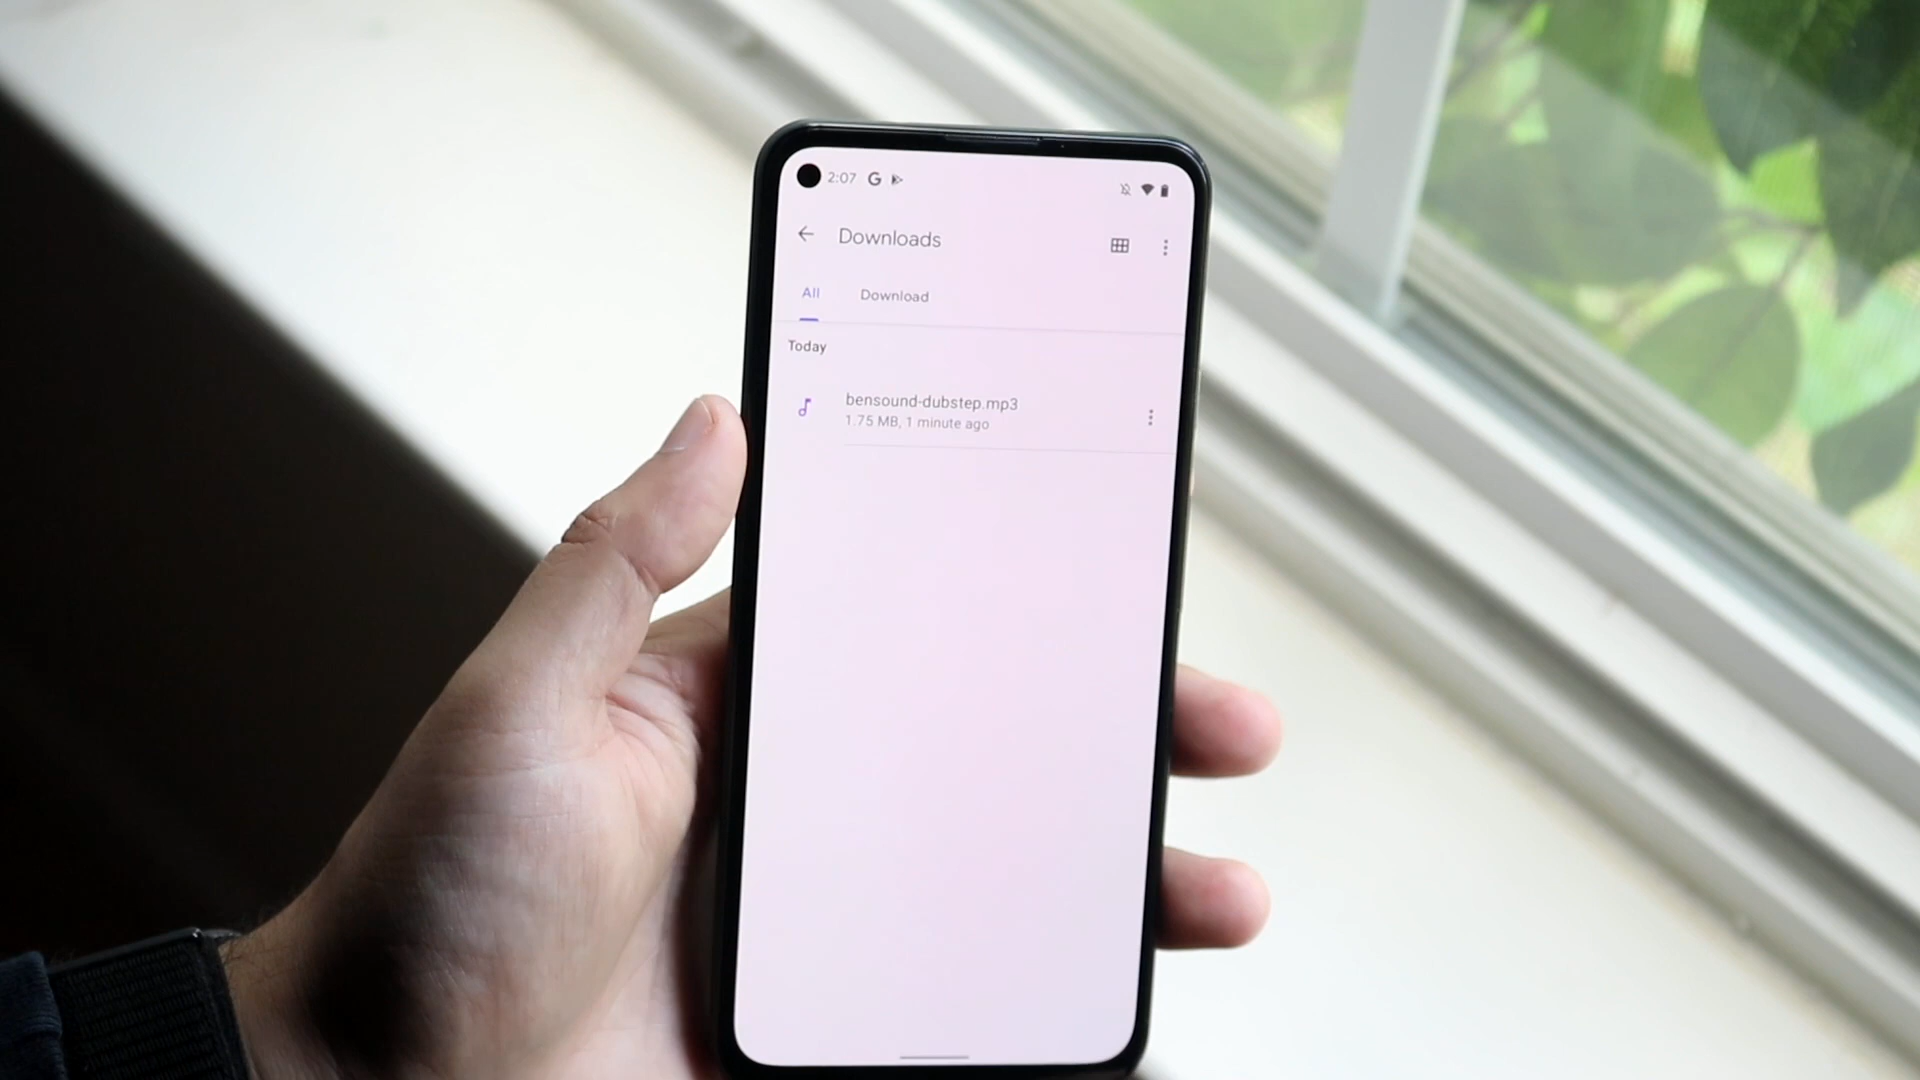 2:07 G
Downloads
All Download
Today
bensound-dubstep.mp3
1.75 MB, 1 minute ago